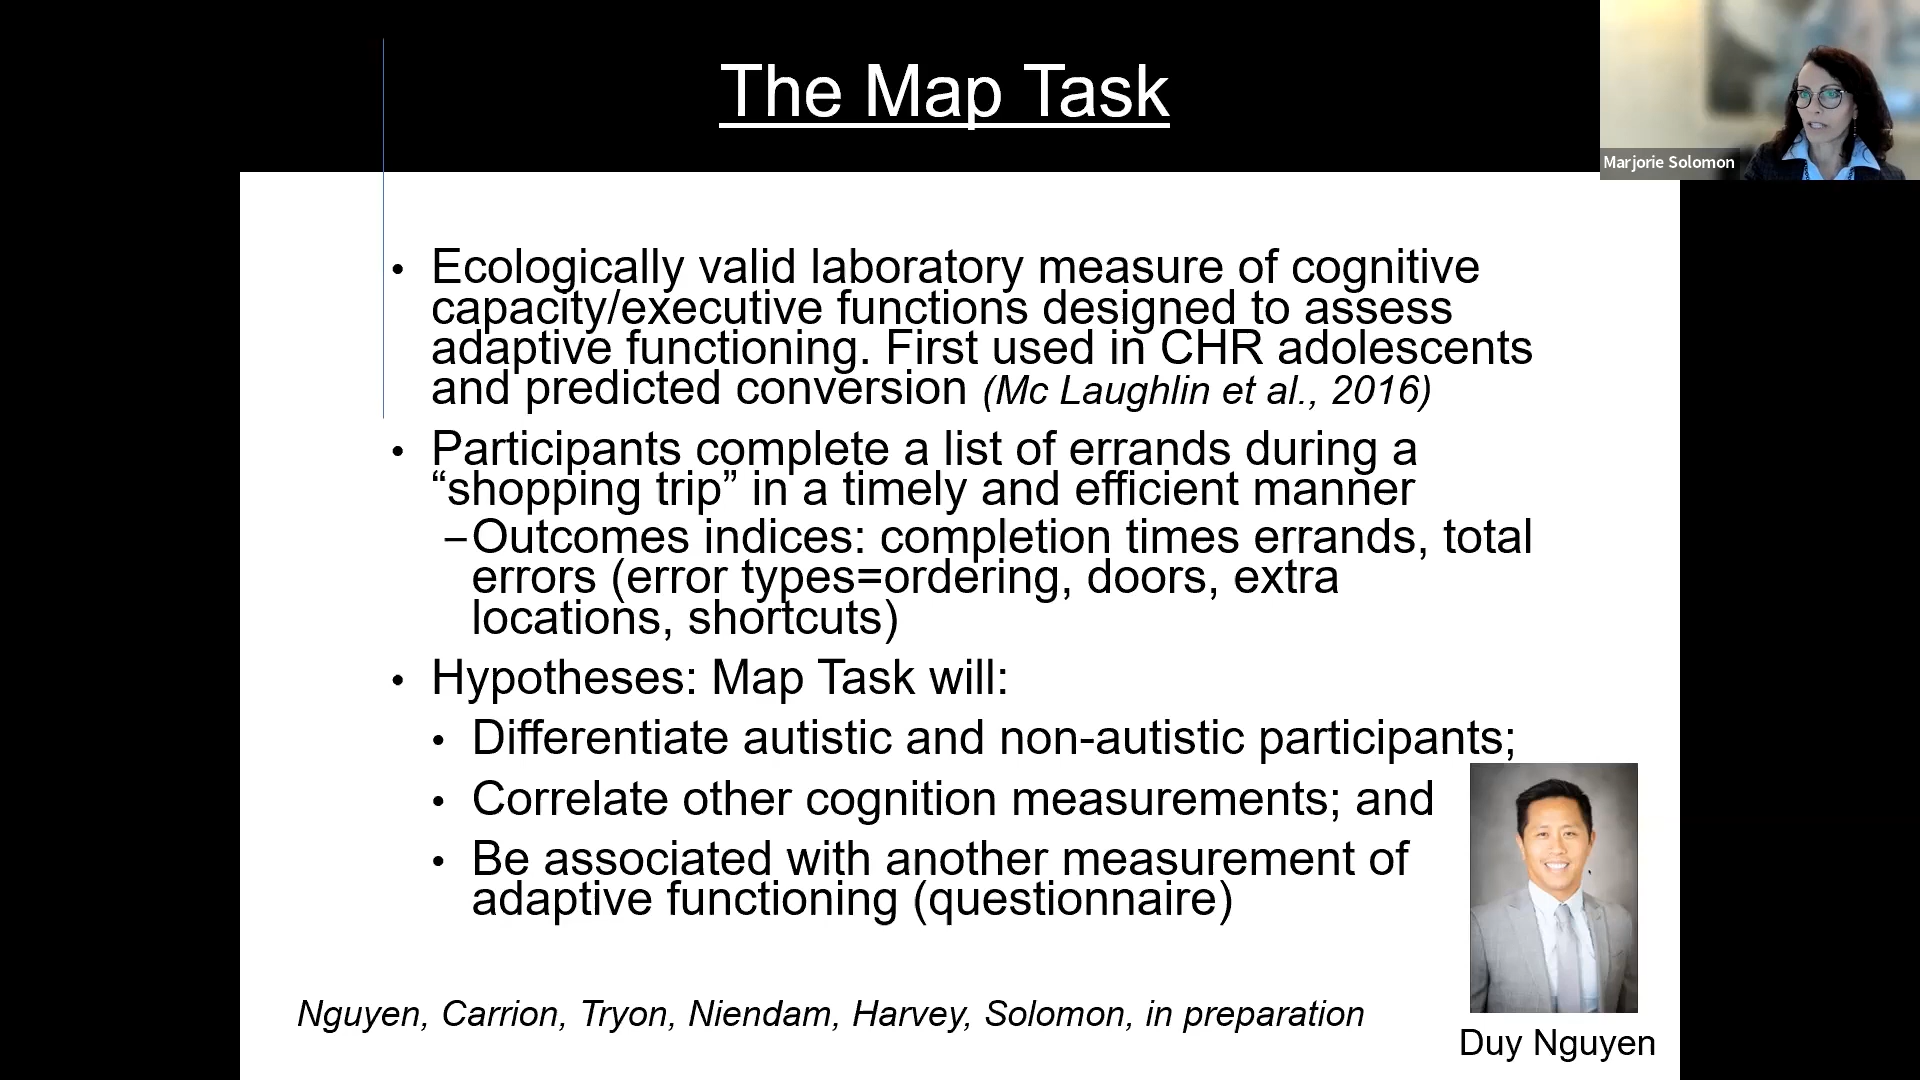 The Map Task
Marjorie Solomon
• Ecologically valid laboratory measure of cognitive
capacity/executive functions designed to assess
adaptive functioning. First used in CHR adolescents
and predicted conversion (Mc Laughlin et al., 2016)
• Participants complete a list of errands during a
“shopping trip” in a timely and efficient manner
–Outcomes indices: completion times errands, total
errors (error types=ordering, doors, extra
locations, shortcuts)
• Hypotheses: Map Task will:
• Differentiate autistic and non-autistic participants;
• Correlate other cognition measurements; and
• Be associated with another measurement of
adaptive functioning (questionnaire)
Nguyen, Carrion, Tryon, Niendam, Harvey, Solomon, in preparation
Duy Nguyen